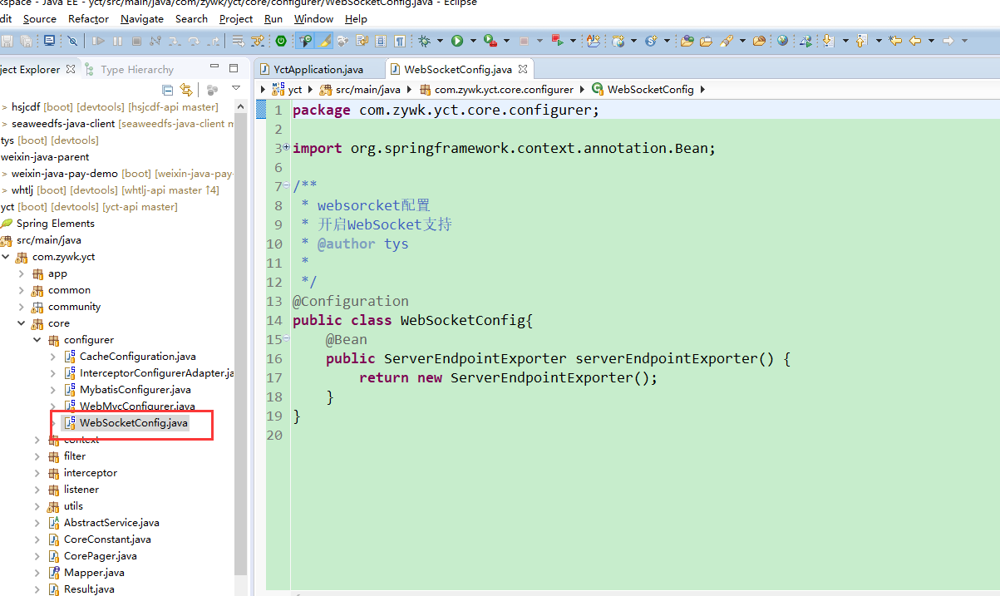 kspace - Java EE - yct/src/main/java/com/zywk/yct/core/configurer/WebSocketConfig.java - Eclipse
dit Source Refactor Navigate Search Project Run Window Help
ject Explorer Type Hierarchy
YctApplication.java WebSocketConfig.java
yct src/main/java com.zywk.yct.core.configurer WebSocketConfig
> hsjcdf [boot] [devtools] [hsjcdf-api master]
> seaweedfs-java-client [seaweedfs-java-client m
tys [boot] [devtools]
weixin-java-parent
> weixin-java-pay-demo [boot] [weixin-java-pay-
> whtlj [boot] [devtools] [whtlj-api master ↑4]
yct [boot] [devtools] [yct-api master]
Spring Elements
src/main/java
com.zywk.yct
app
common
community
core
configurer
CacheConfiguration.java
InterceptorConfigurerAdapter.ja
MybatisConfigurer.java
WebMvcConfigurer.java
WebSocketConfig.java
context
filter
interceptor
listener
utils
AbstractService.java
CoreConstant.java
CorePager.java
Mapper.java
Result.java
1 package com.zywk.yct.core.configurer;
2
3 import org.springframework.context.annotation.Bean;
6
7 /**
8 * websorcket配置
9 * 开启WebSocket支持
10 * @author tys
11 *
12 */
13 @Configuration
14 public class WebSocketConfig{
15 @Bean
16 public ServerEndpointExporter serverEndpointExporter() {
17 return new ServerEndpointExporter();
18 }
19 }
20